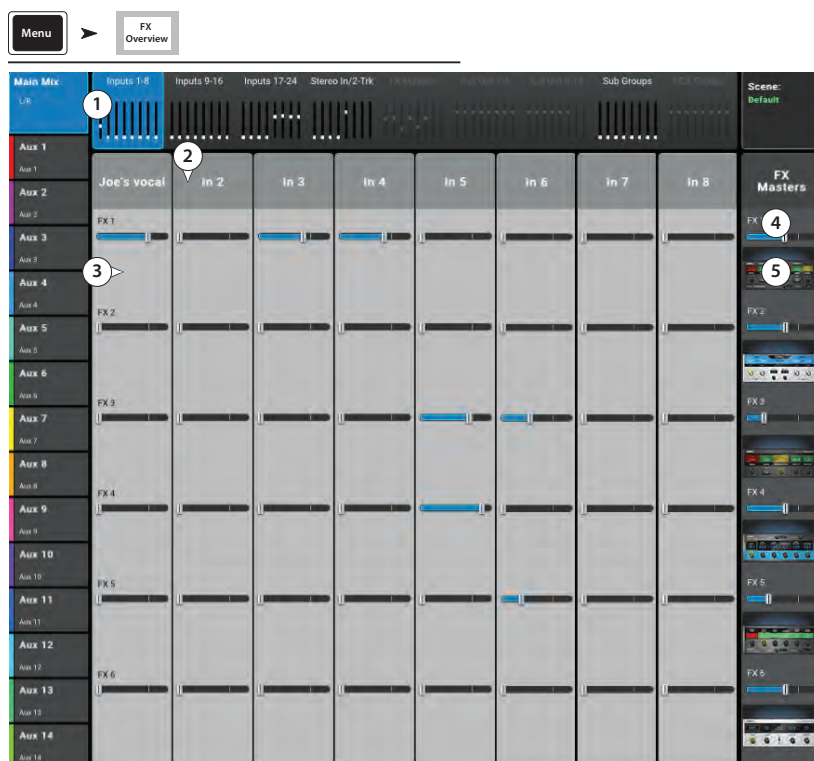 Menu
FX
Overview
Main Mix
L/R
Inputs 1-8
Inputs 9-16
Inputs 17-24
Stereo In/2-Trk
Sub Groups
Scene:
Default
1
2
3
4
5
Joe's vocal
In 2
In 3
In 4
In 5
In 6
In 7
In 8
FX
Masters
Aux 1
Aux 1
Aux 2
Aux 2
Aux 3
Aux 3
Aux 4
Aux 4
Aux 5
Aux 5
Aux 6
Aux 6
Aux 7
Aux 7
Aux 8
Aux 8
Aux 9
Aux 9
Aux 10
Aux 10
Aux 11
Aux 11
Aux 12
Aux 12
Aux 13
Aux 13
Aux 14
Aux 14
FX 1
FX 2
FX 3
FX 4
FX 5
FX 6
FX
FX 2
FX 3
FX 4
FX 5
FX 6